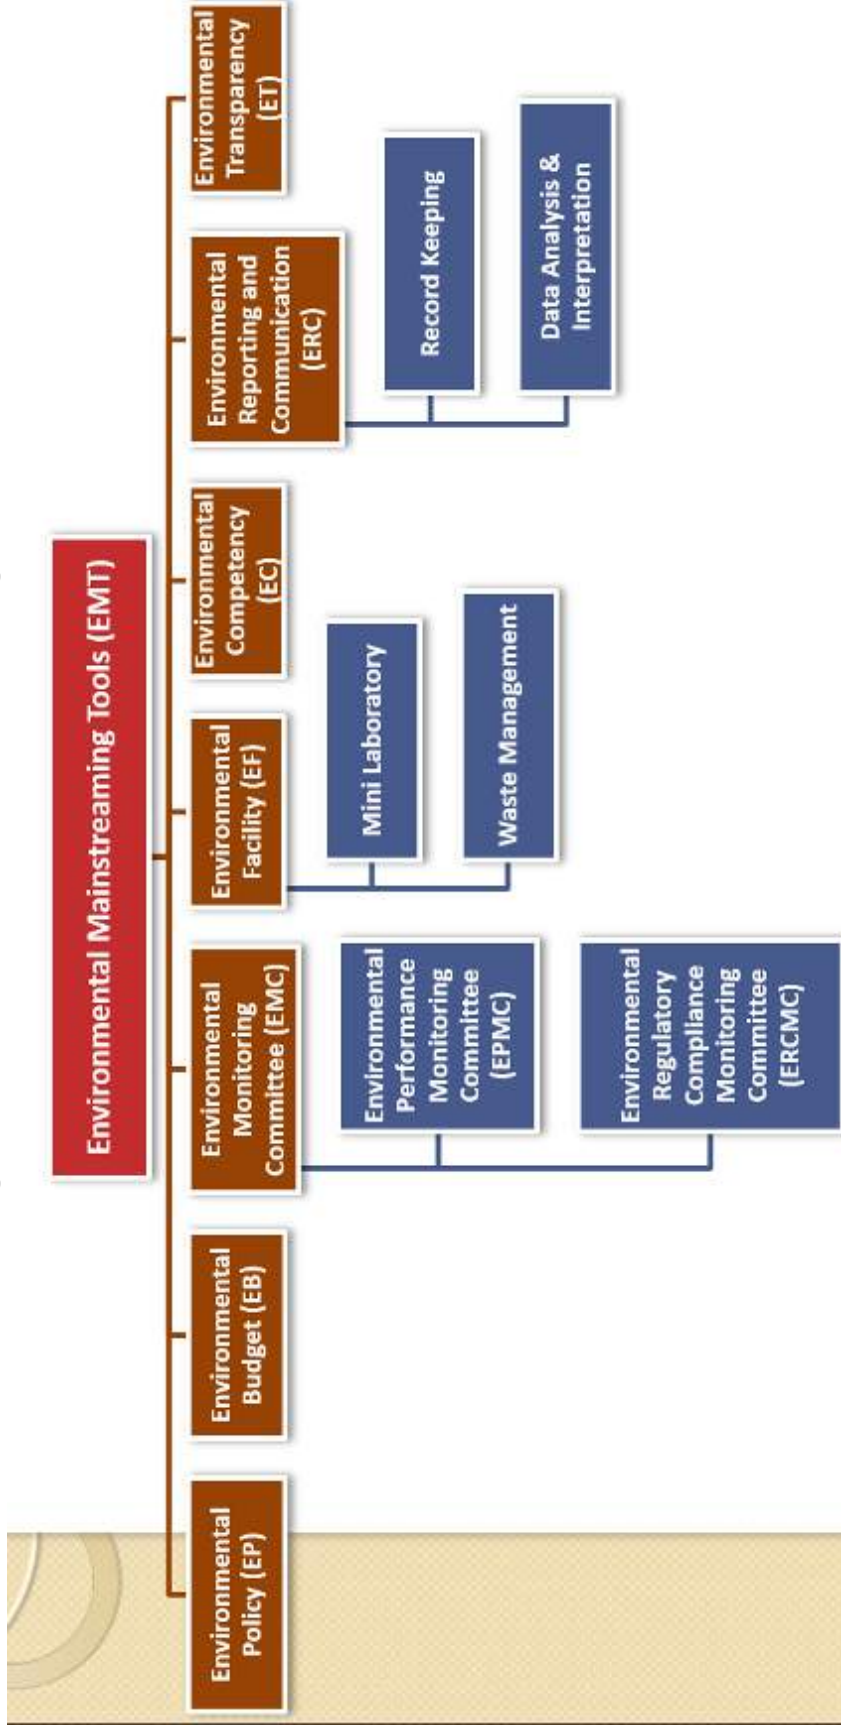 Environmental Mainstreaming Tools (EMT)
Environmental
Policy (EP)
Environmental
Budget (EB)
Environmental
Monitoring
Committee (EMC)
Environmental
Performance
Monitoring
Committee
(EPMC)
Environmental
Regulatory
Compliance
Monitoring
Committee
(ERCMC)
Environmental
Facility (EF)
Mini Laboratory
Waste Management
Environmental
Competency
(EC)
Environmental
Reporting and
Communication
(ERC)
Record Keeping
Data Analysis &
Interpretation
Environmental
Transparency
(ET)